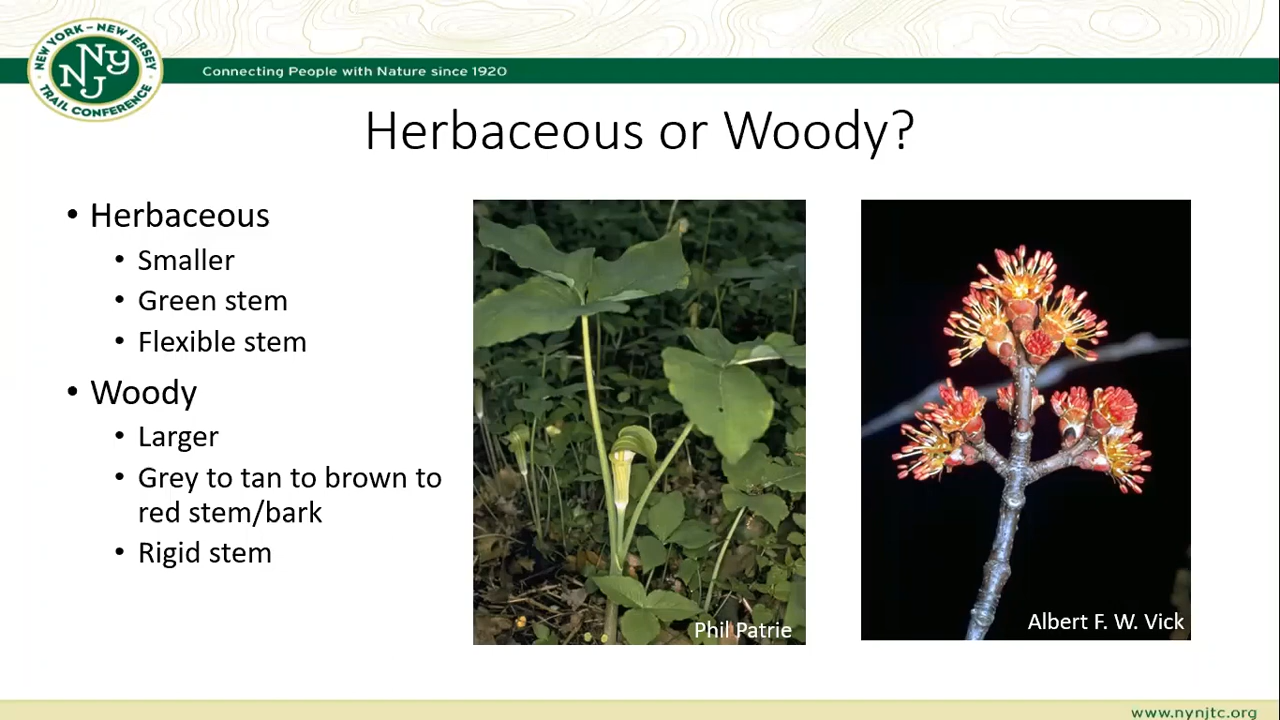 NEW YORK – NEW JERSEY
NY
NJ
TRAIL CONFERENCE
Connecting People with Nature since 1920
Herbaceous or Woody?
• Herbaceous
• Smaller
• Green stem
• Flexible stem
• Woody
• Larger
• Grey to tan to brown to
red stem/bark
• Rigid stem
Phil Patrie
Albert F. W. Vick
www.nynjtc.org